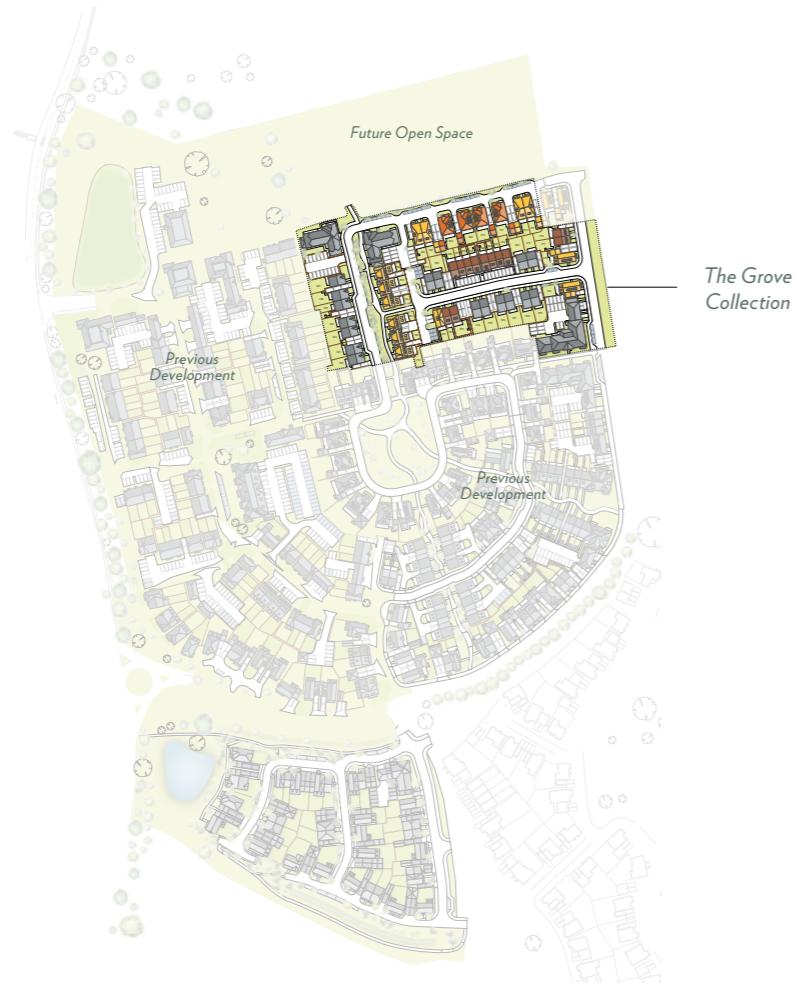 Future Open Space
The Grove
Collection
Previous
Development
Previous
Development